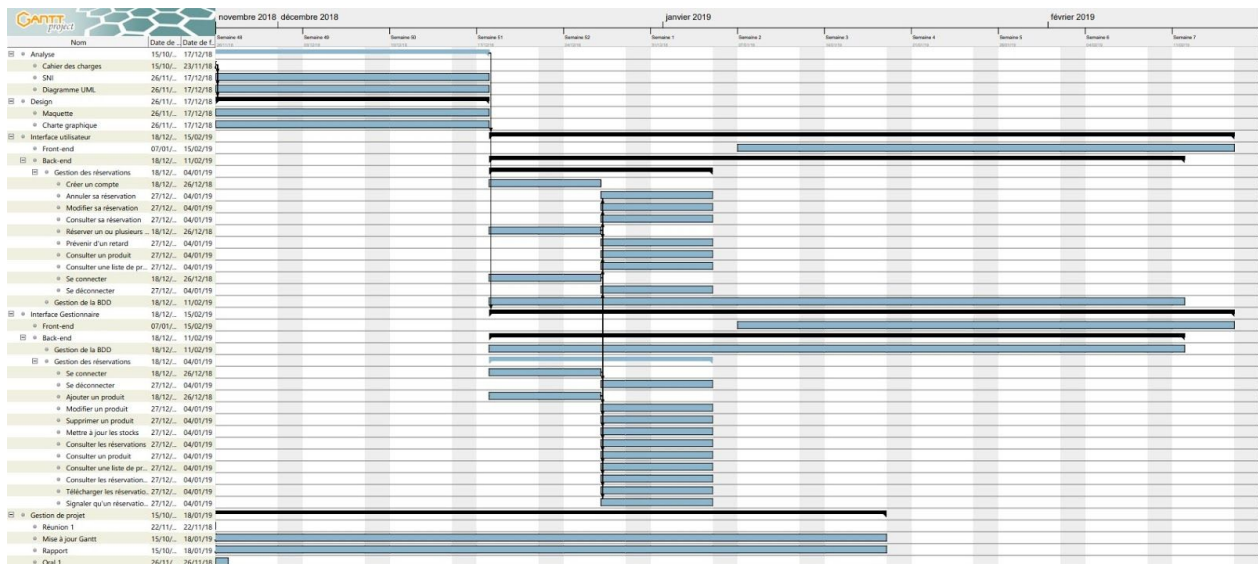 GANTT
project
novembre 2018 décembre 2018 janvier 2019 février 2019
Nom Date de .. Date de f..
Semaine 48 Semaine 49 Semaine 50 Semaine 51 Semaine 52 Semaine 1 Semaine 2 Semaine 3 Semaine 4 Semaine 5 Semaine 6 Semaine 7
Analyse 15/10/... 17/12/18
Cahier des charges 15/10/... 23/11/18
SNI 26/11/... 17/12/18
Diagramme UML 26/11/... 17/12/18
Design 26/11/... 17/12/18
Maquette 26/11/... 17/12/18
Charte graphique 26/11/... 17/12/18
Interface utilisateur 18/12/... 15/02/19
Front-end 07/01/... 15/02/19
Back-end 18/12/... 11/02/19
Gestion des réservations 18/12/... 04/01/19
Créer un compte 18/12/... 26/12/18
Annuler sa réservation 27/12/... 04/01/19
Modifier sa réservation 27/12/... 04/01/19
Consulter sa réservation 27/12/... 04/01/19
Réserver un ou plusieurs ... 18/12/... 26/12/18
Prévenir d'un retard 27/12/... 04/01/19
Consulter un produit 27/12/... 04/01/19
Consulter une liste de pr... 27/12/... 04/01/19
Se connecter 18/12/... 26/12/18
Se déconnecter 27/12/... 04/01/19
Gestion de la BDD 18/12/... 11/02/19
Interface Gestionnaire 18/12/... 15/02/19
Front-end 07/01/... 15/02/19
Back-end 18/12/... 11/02/19
Gestion de la BDD 18/12/... 11/02/19
Gestion des réservations 18/12/... 04/01/19
Se connecter 18/12/... 26/12/18
Se déconnecter 27/12/... 04/01/19
Ajouter un produit 18/12/... 26/12/18
Modifier un produit 27/12/... 04/01/19
Supprimer un produit 27/12/... 04/01/19
Mettre à jour les stocks 27/12/... 04/01/19
Consulter les réservations 27/12/... 04/01/19
Consulter un produit 27/12/... 04/01/19
Consulter une liste de pr... 27/12/... 04/01/19
Consulter les réservation... 27/12/... 04/01/19
Télécharger les réservatio... 27/12/... 04/01/19
Signaler qu'un réservatio... 27/12/... 04/01/19
Gestion de projet 15/10/... 18/01/19
Réunion 1 22/11/... 22/11/18
Mise à jour Gantt 15/10/... 18/01/19
Rapport 15/10/... 18/01/19
Oral 1 26/11/... 26/11/18